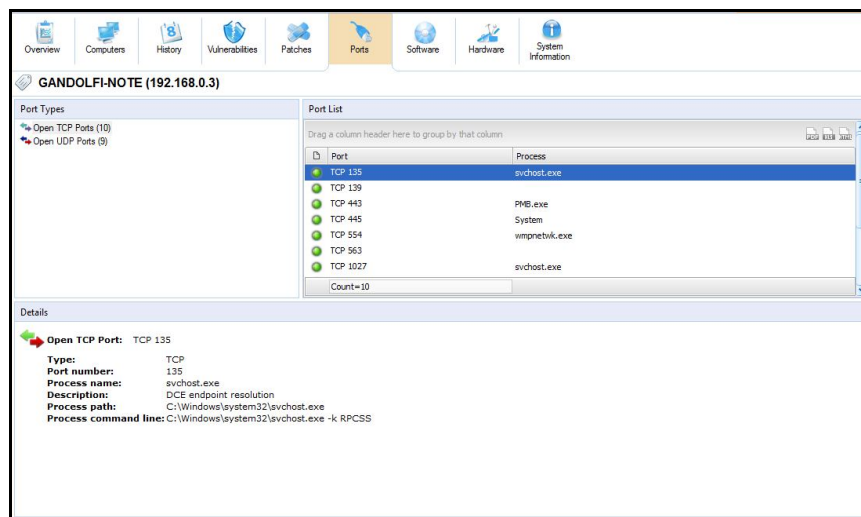 Overview
Computers
History
Vulnerabilities
Patches
Ports
Software
Hardware
System
Information
GANDOLFI-NOTE (192.168.0.3)
Port Types
Open TCP Ports (10)
Open UDP Ports (9)
Port List
Drag a column header here to group by that column
Port Process
TCP 135 svchost.exe
TCP 139
TCP 443 PMB.exe
TCP 445 System
TCP 554 wmpnetwk.exe
TCP 563
TCP 1027 svchost.exe
Count=10
Details
Open TCP Port: TCP 135
Type: TCP
Port number: 135
Process name: svchost.exe
Description: DCE endpoint resolution
Process path: C:\Windows\system32\svchost.exe
Process command line: C:\Windows\system32\svchost.exe -k RPCSS